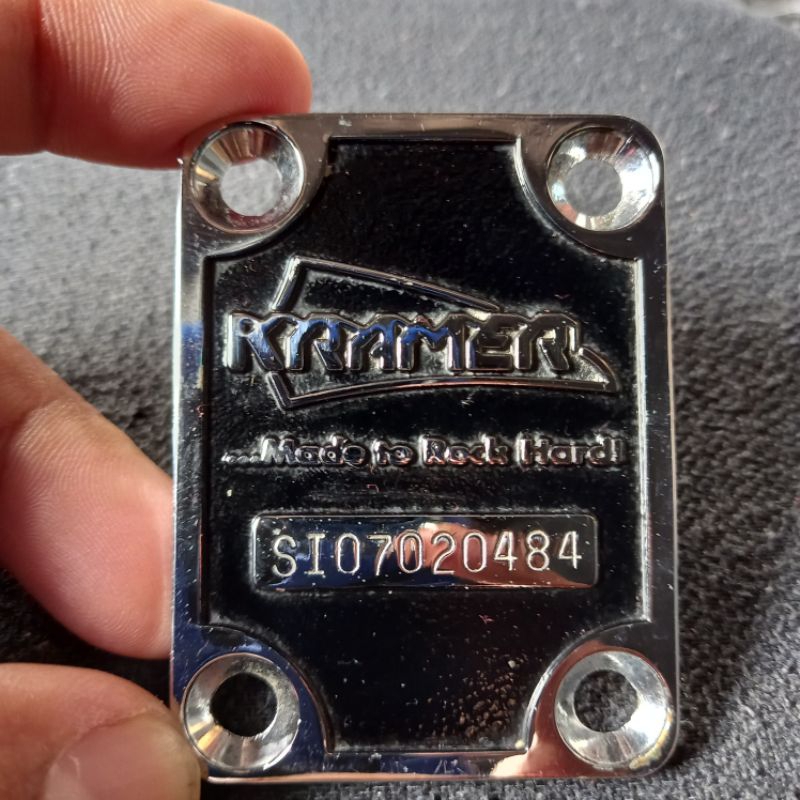 KRAMER
...Made to Rock Hard!
SI07020484